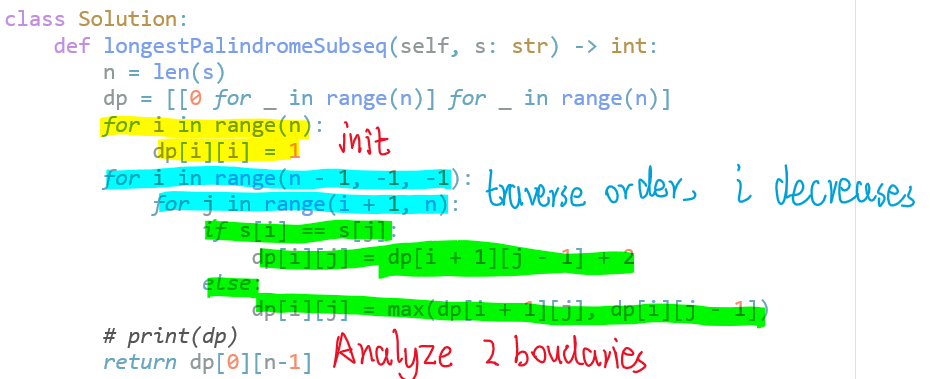 class Solution:
    def longestPalindromeSubseq(self, s: str) -> int:
        n = len(s)
        dp = [[0 for _ in range(n)] for _ in range(n)]
        for i in range(n):
            dp[i][i] = 1
init
        for i in range(n - 1, -1, -1):
            for j in range(i + 1, n):
traverse order, i decreases
                if s[i] == s[j]:
                    dp[i][j] = dp[i + 1][j - 1] + 2
                else:
                    dp[i][j] = max(dp[i + 1][j], dp[i][j - 1])
        # print(dp)
        return dp[0][n-1]
Analyze 2 boudaries